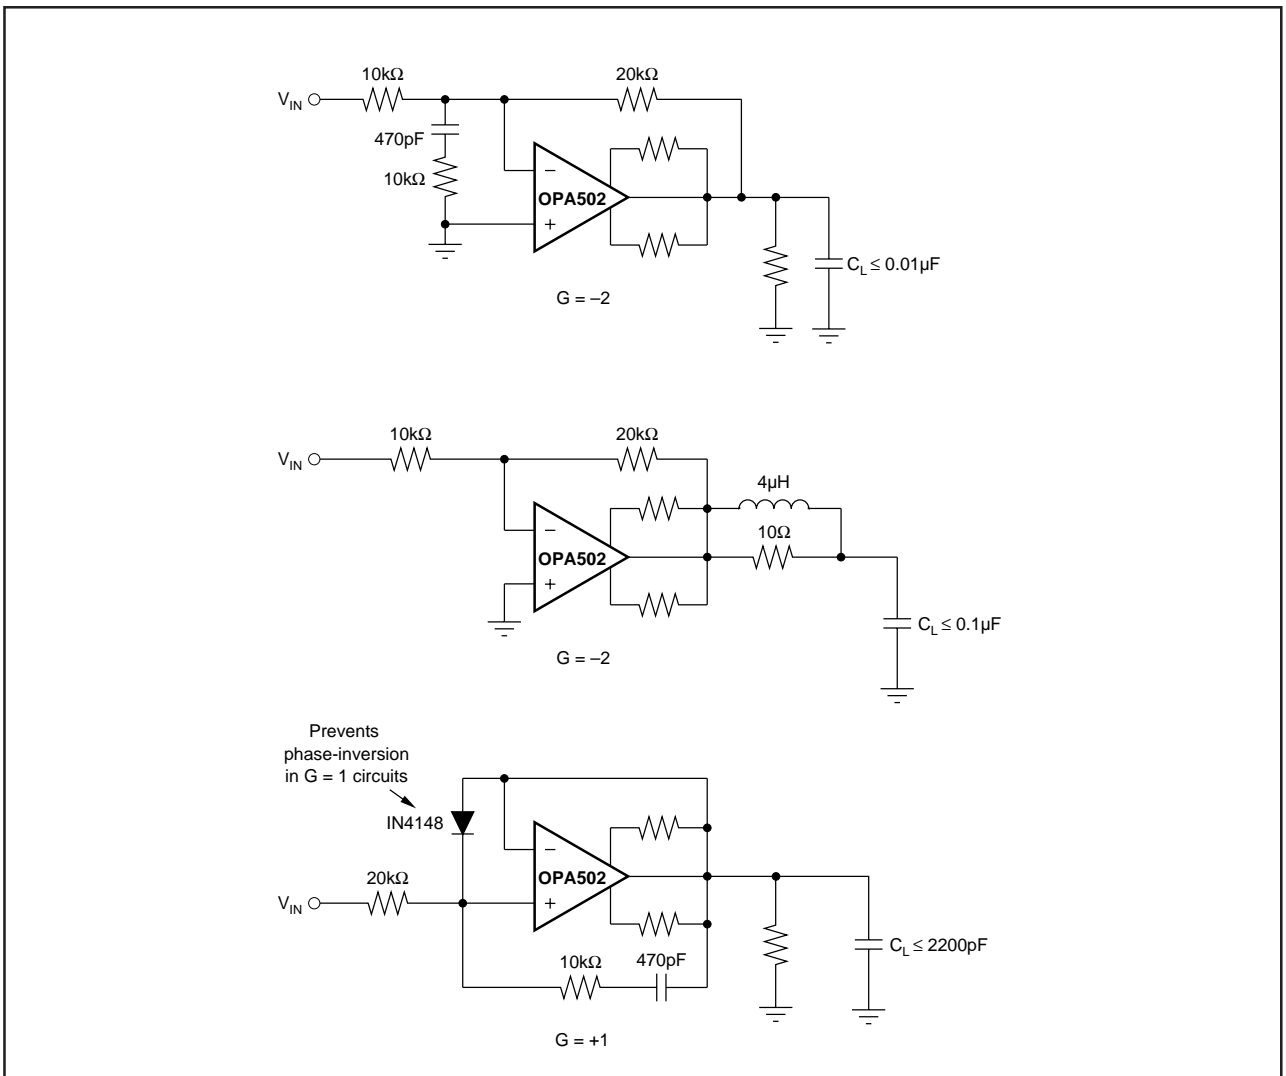 10kΩ
20kΩ
V_IN
470pF
10kΩ
−
OPA502
+
C_L ≤ 0.01µF
G = –2
10kΩ
20kΩ
V_IN
4µH
−
10Ω
OPA502
+
C_L ≤ 0.1µF
G = –2
Prevents
phase-inversion
in G = 1 circuits
IN4148
−
OPA502
20kΩ
V_IN
+
C_L ≤ 2200pF
10kΩ
470pF
G = +1